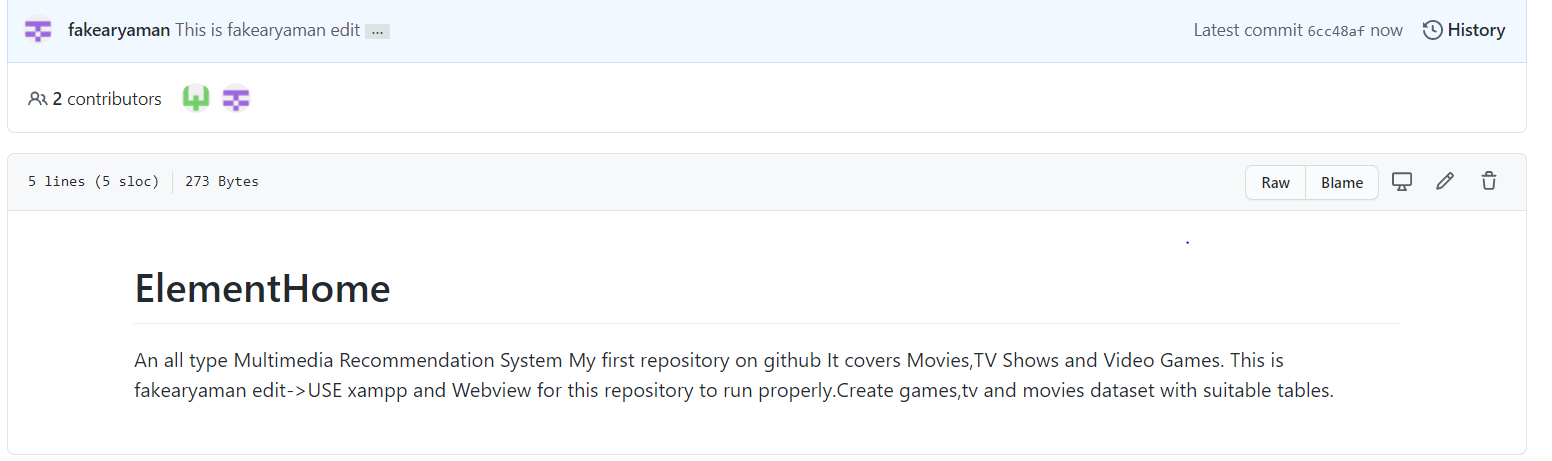 fakearyaman This is fakearyaman edit ... Latest commit 6cc48af now History
2 contributors
5 lines (5 sloc) 273 Bytes Raw Blame
ElementHome
An all type Multimedia Recommendation System My first repository on github It covers Movies,TV Shows and Video Games. This is
fakearyaman edit->USE xampp and Webview for this repository to run properly.Create games,tv and movies dataset with suitable tables.